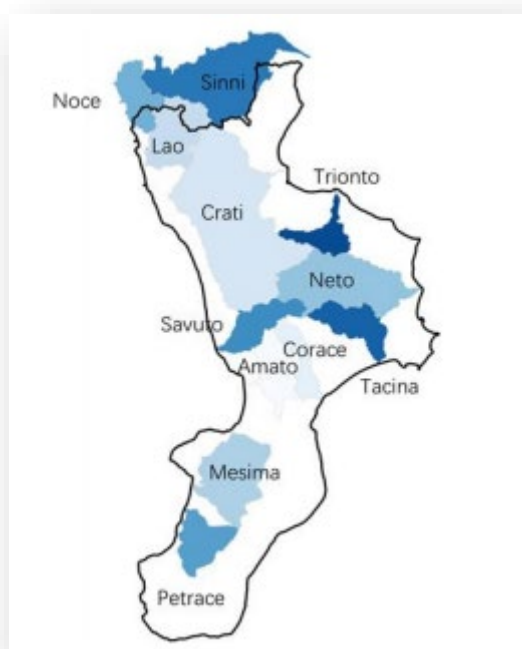 Sinni
Noce
Lao
Trionto
Crati
Neto
Savuto
Corace
Amato
Tacina
Mesima
Petrace